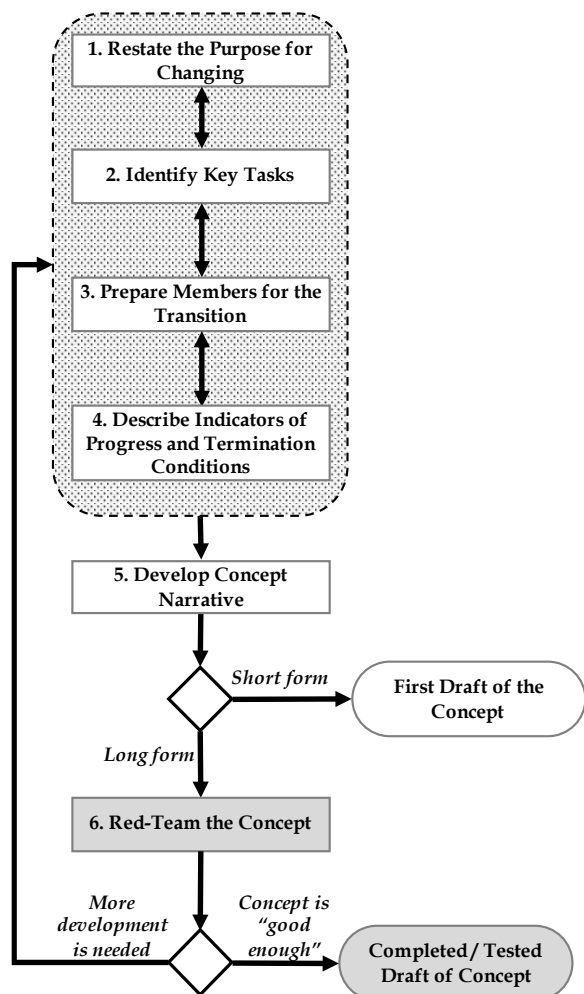 1. Restate the Purpose for
Changing
2. Identify Key Tasks
3. Prepare Members for the
Transition
4. Describe Indicators of
Progress and Termination
Conditions
5. Develop Concept
Narrative
Short form
First Draft of the
Concept
Long form
6. Red-Team the Concept
More
development
is needed
Concept is
“good
enough”
Completed/ Tested
Draft of Concept